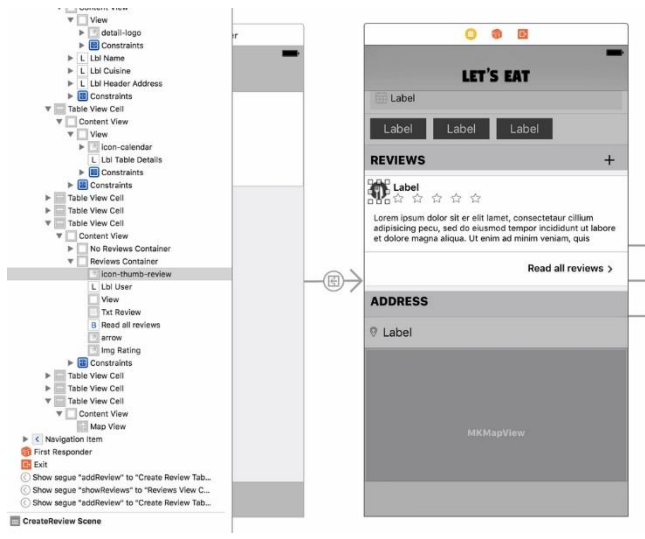 Content View
View
detail-logo
Constraints
L Lbl Name
L Lbl Cuisine
L Lbl Header Address
Constraints
Table View Cell
Content View
View
icon-calendar
L Lbl Table Details
Constraints
Constraints
Table View Cell
Table View Cell
Table View Cell
Content View
No Reviews Container
Reviews Container
icon-thumb-review
L Lbl User
View
Txt Review
B Read all reviews
arrow
Img Rating
Constraints
Table View Cell
Table View Cell
Table View Cell
Content View
Map View
Navigation Item
First Responder
Exit
Show segue "addReview" to "Create Review Tab...
Show segue "showReviews" to "Reviews View C...
Show segue "addReview" to "Create Review Tab...
CreateReview Scene
LET'S EAT
Label
Label Label Label
REVIEWS +
Label
Lorem ipsum dolor sit er elit lamet, consectetaur cillium
adipisicing pecu, sed do eiusmod tempor incididunt ut labore
et dolore magna aliqua. Ut enim ad minim veniam, quis
Read all reviews >
ADDRESS
Label
MKMapView